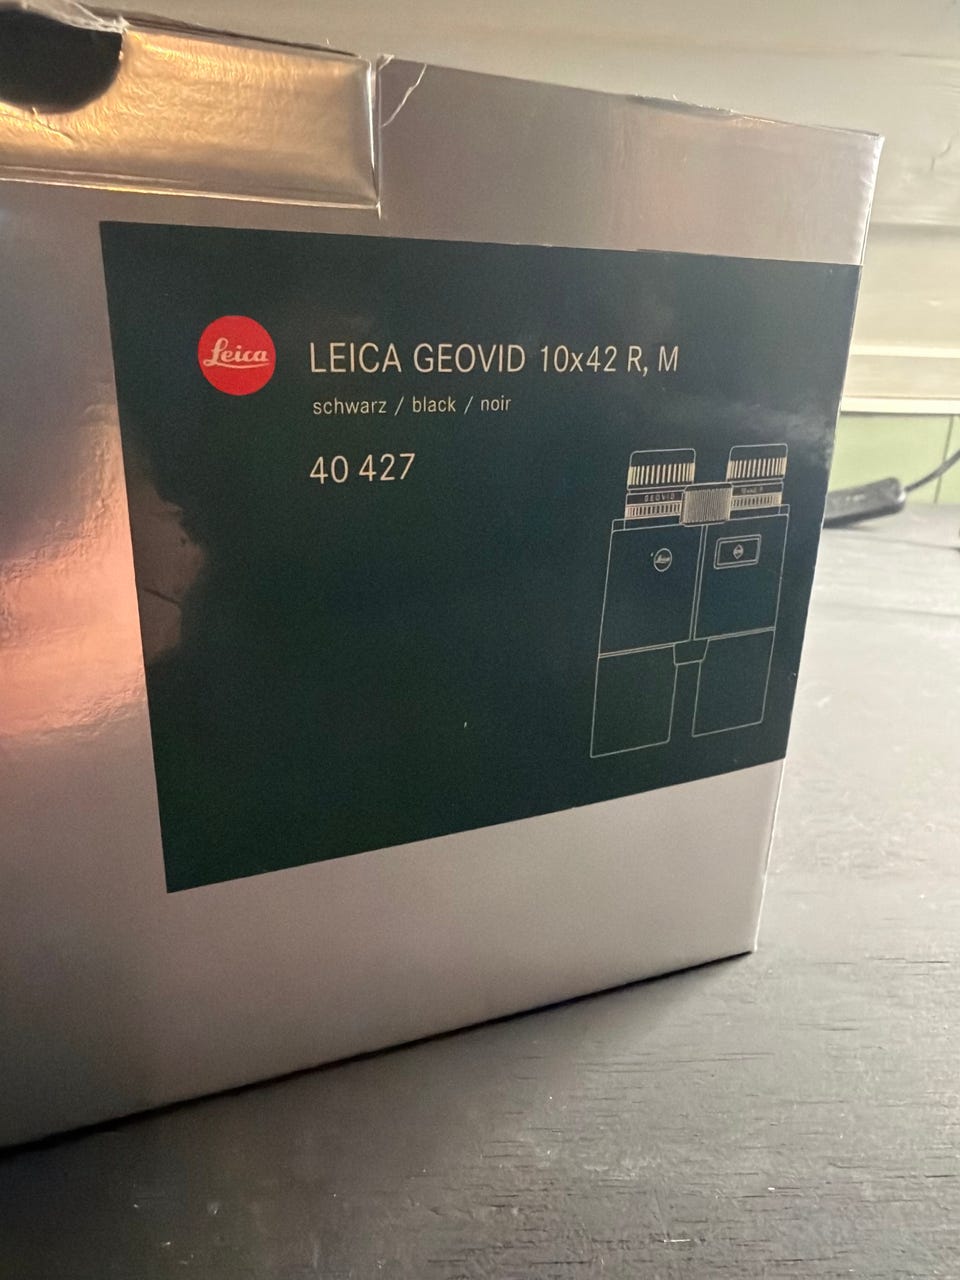 Leica
LEICA GEOVID 10x42 R, M
schwarz / black / noir
40 427
GEOVID